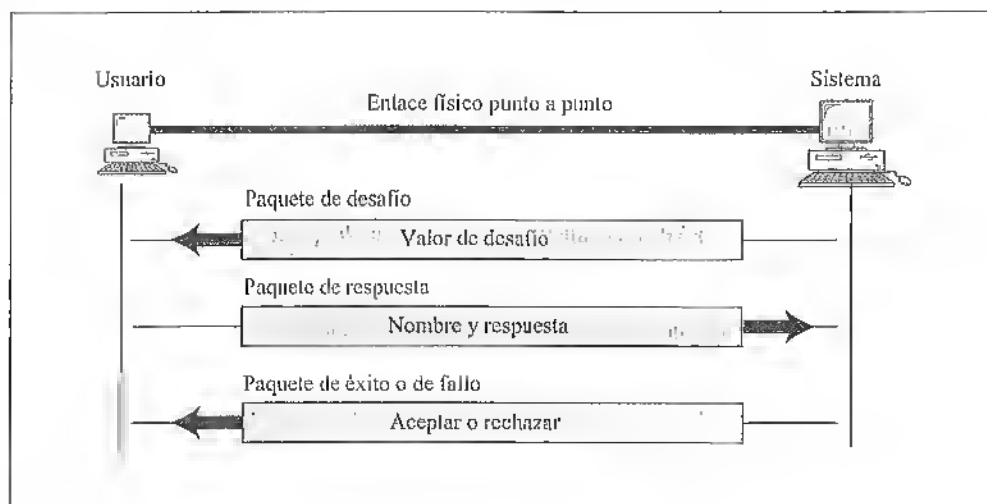 Usuario
Sistema
Enlace físico punto a punto
Paquete de desafío
Valor de desafío
Paquete de respuesta
Nombre y respuesta
Paquete de éxito o de fallo
Aceptar o rechazar